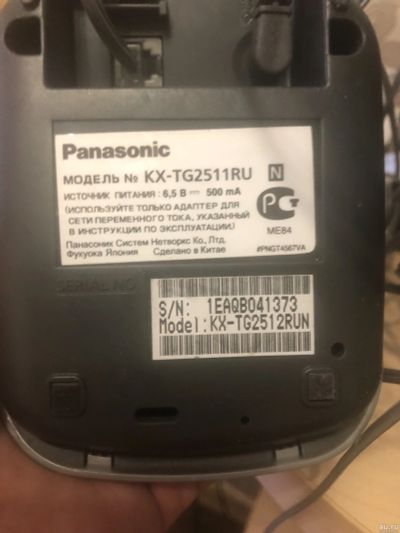 Panasonic
МОДЕЛЬ № KX-TG2511RU N
ИСТОЧНИК ПИТАНИЯ : 6,5 В ⎓ 500 mA
(ИСПОЛЬЗУЙТЕ ТОЛЬКО АДАПТЕР ДЛЯ
СЕТИ ПЕРЕМЕННОГО ТОКА, УКАЗАННЫЙ
В ИНСТРУКЦИИ ПО ЭКСПЛУАТАЦИИ)
ME84
Панасоник Систем Нетворкс Ко., Лтд.
Фукуока Япония Сделано в Китае
#PNGT4567VA
SERIAL NO.
S/N: 1EAQB041373
Model: KX-TG2512RUN
au.ru